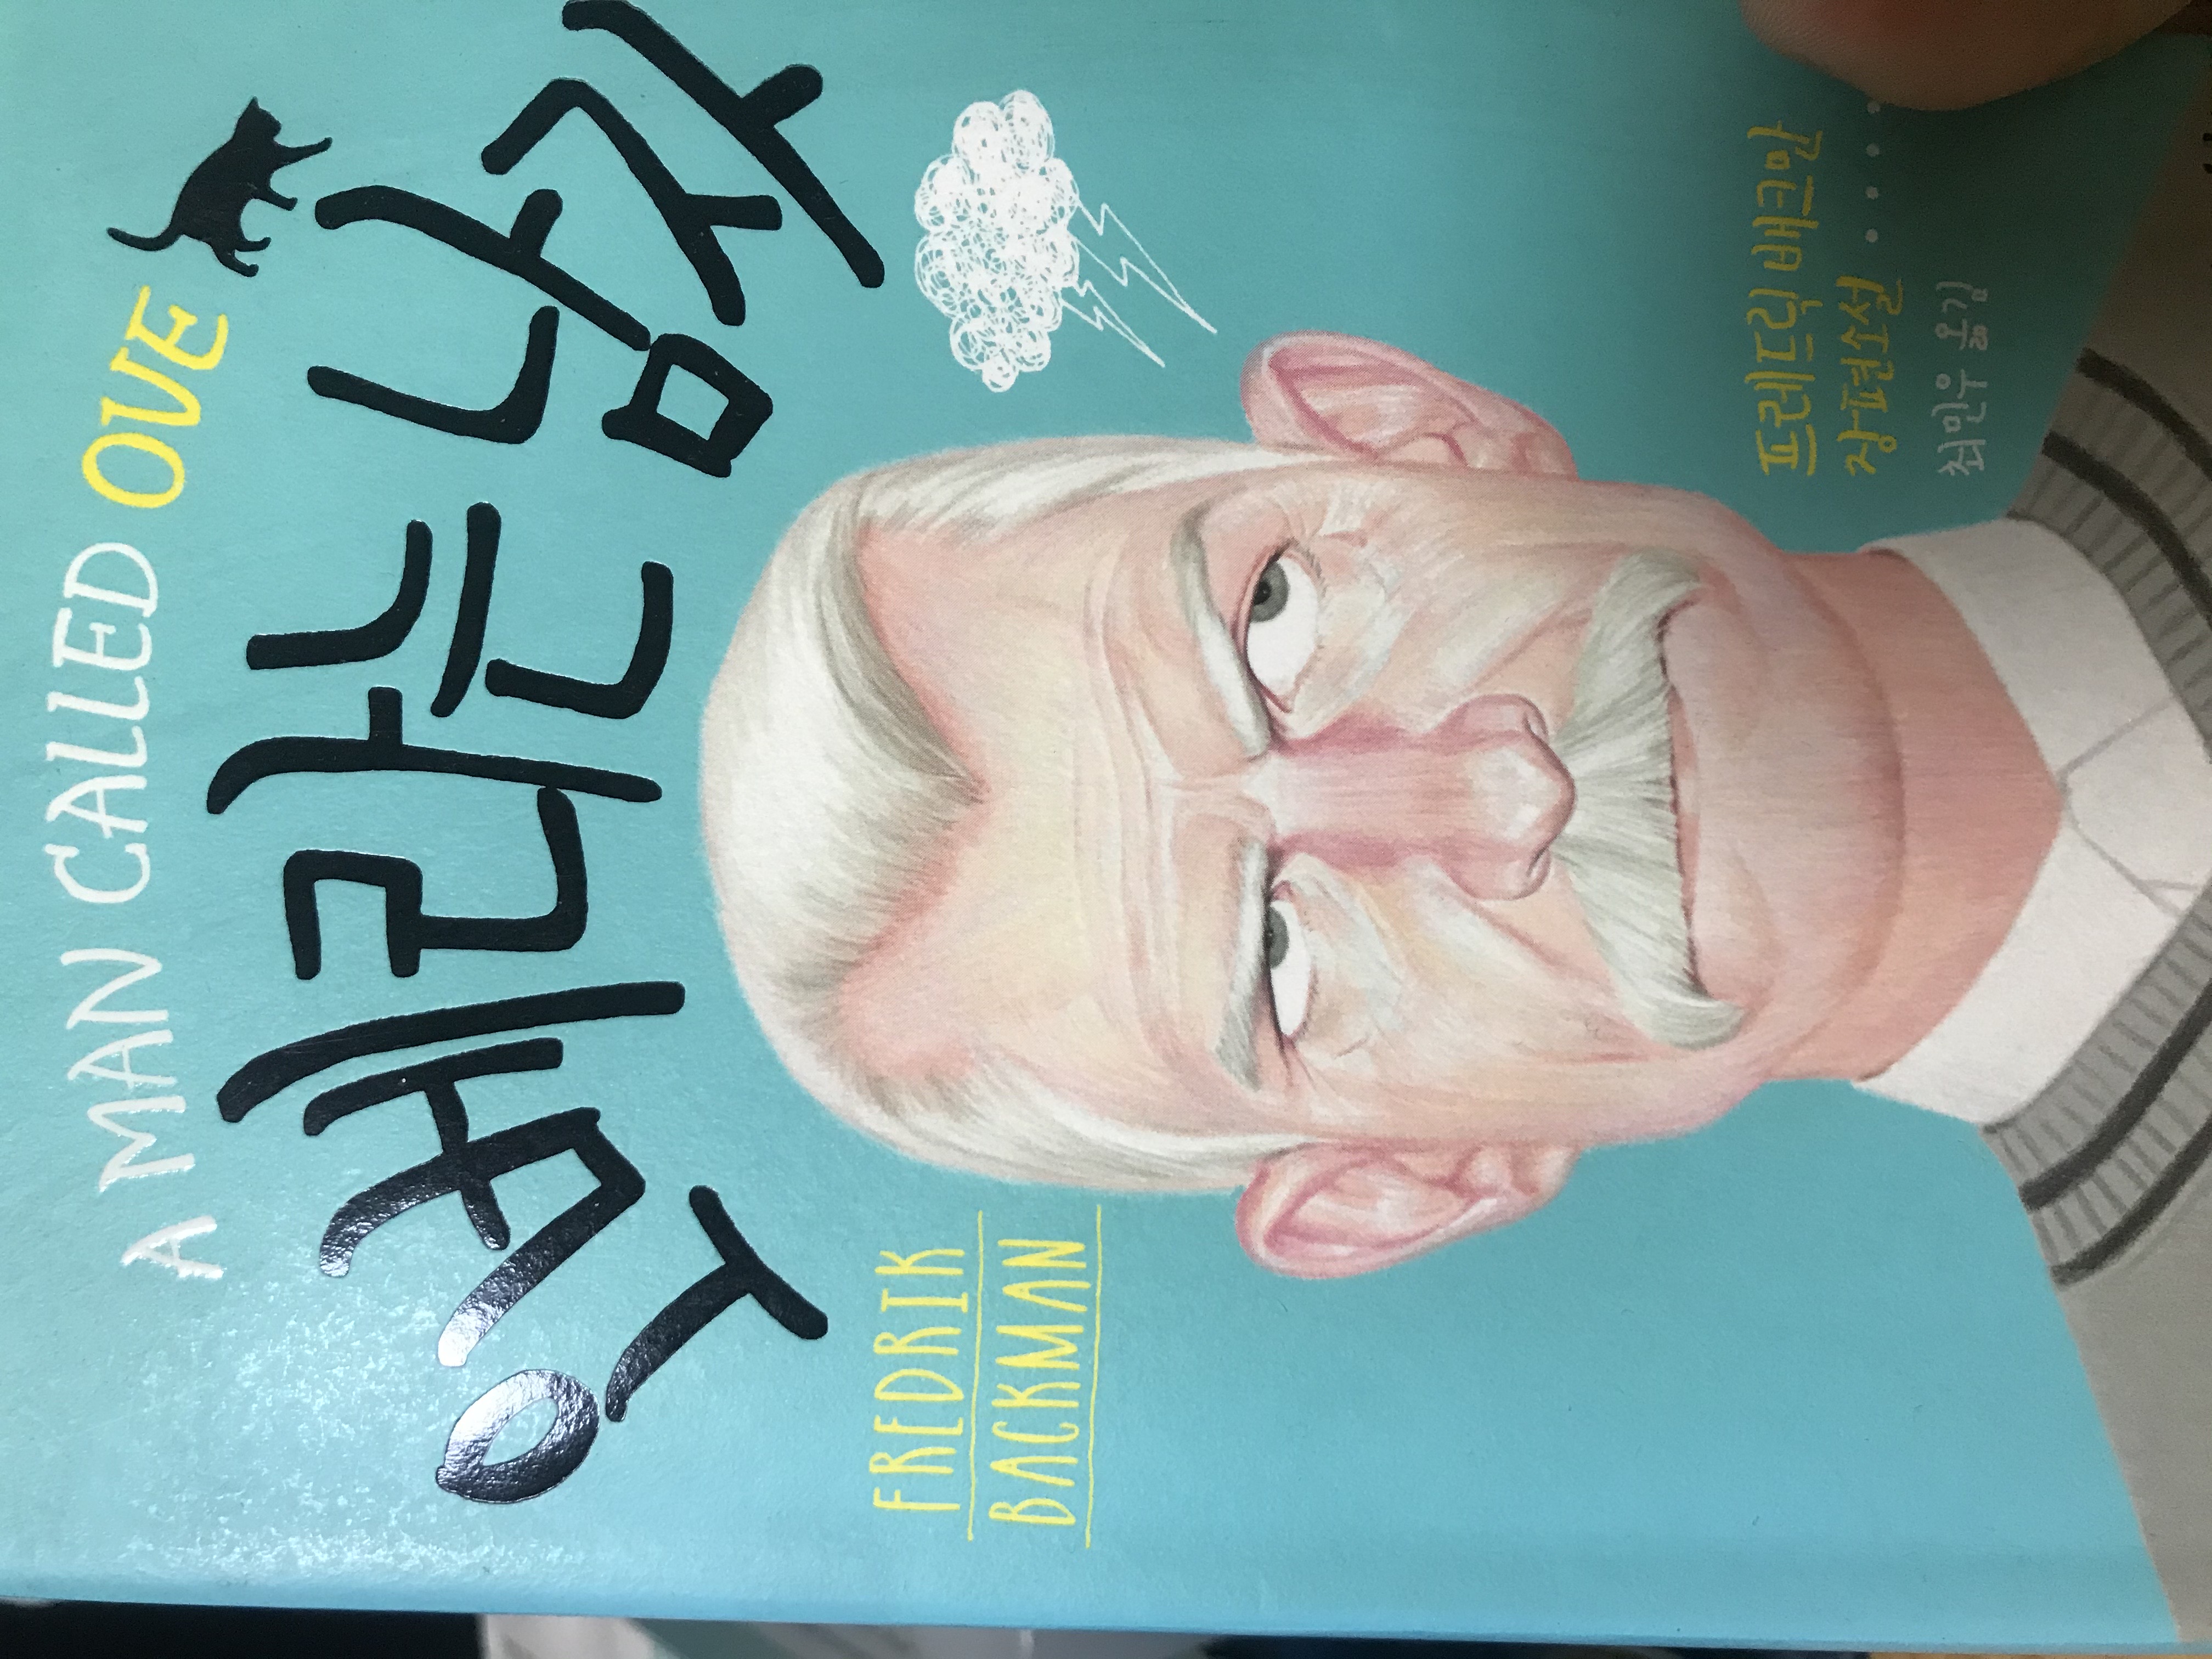 A MAN CALLED OVE
오베라는 남자
FREDRIK
BACKMAN
프레드릭 배크만
장편소설 · · · ·
최민우 옮김